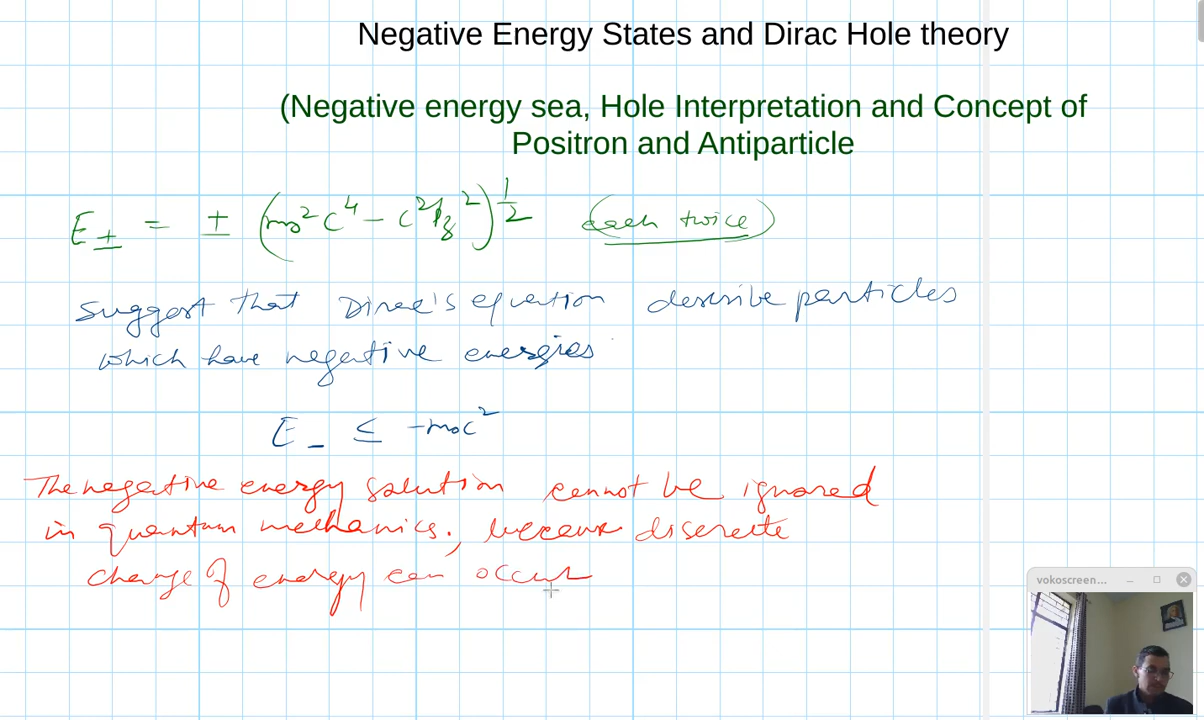 Negative Energy States and Dirac Hole theory
(Negative energy sea, Hole Interpretation and Concept of
Positron and Antiparticle
E± = ± (m₀²c⁴ − c²p_z²)^½ (each twice)
Suggest that Dirac's equation describe particles
which have negative energies
E₋ ≤ −m₀c²
The negative energy solution cannot be ignored
in quantum mechanics, because discrete
change of energy can occur
vokoscreen...